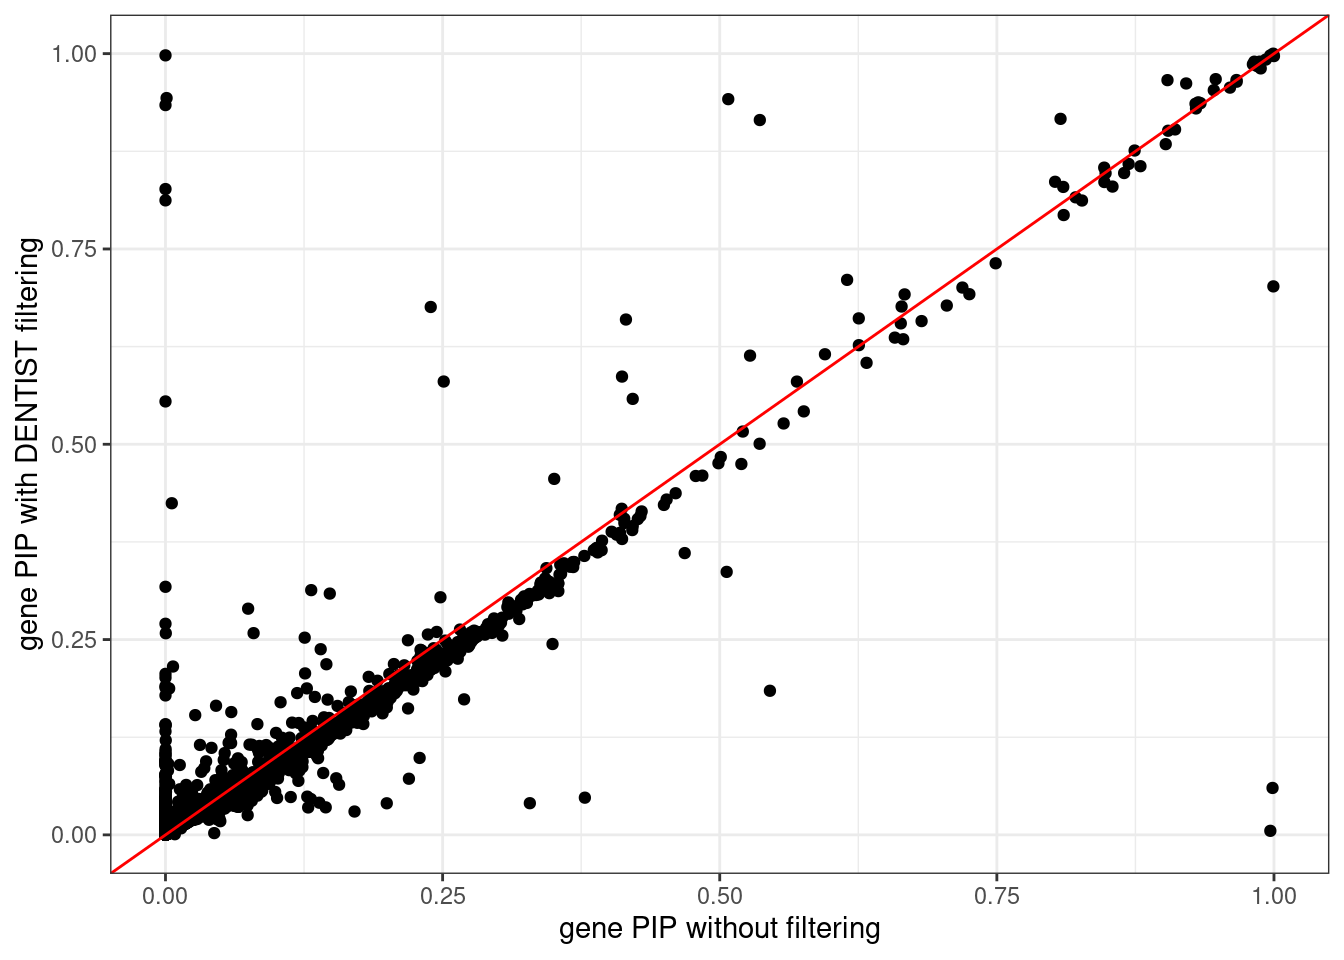 gene PIP with DENTIST filtering
1.00
0.75
0.50
0.25
0.00
0.00 0.25 0.50 0.75 1.00
gene PIP without filtering